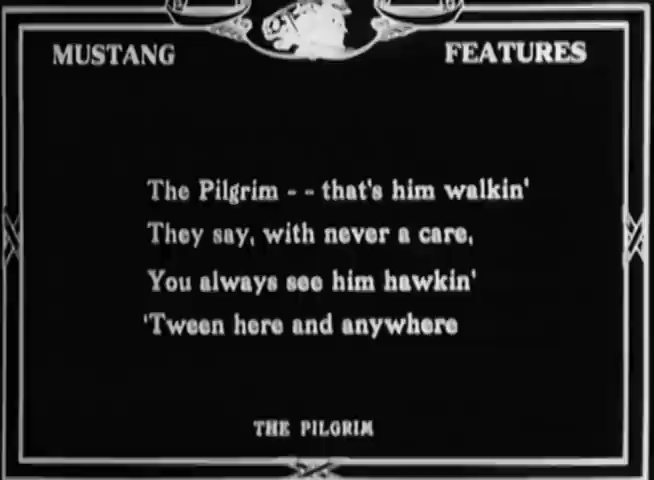 MUSTANG FEATURES
The Pilgrim - - that's him walkin'
They say, with never a care,
You always see him hawkin'
'Tween here and anywhere
THE PILGRIM